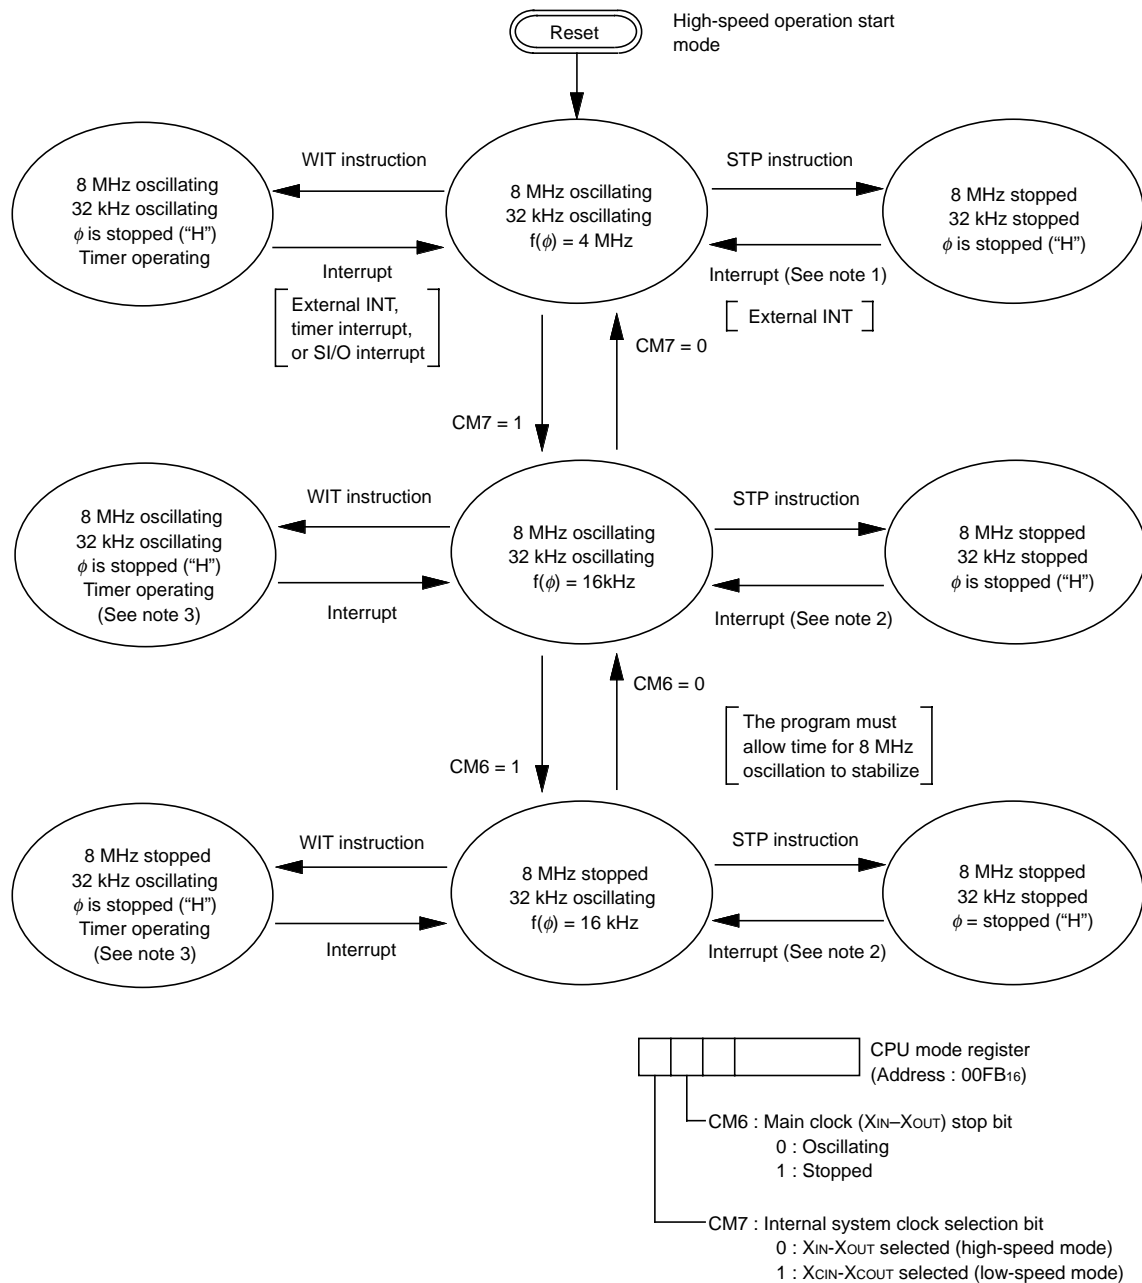 Reset
High-speed operation start
mode
WIT instruction
8 MHz oscillating
32 kHz oscillating
ϕ is stopped (“H”)
Timer operating
Interrupt
External INT,
timer interrupt,
or SI/O interrupt
8 MHz oscillating
32 kHz oscillating
f(ϕ) = 4 MHz
STP instruction
8 MHz stopped
32 kHz stopped
ϕ is stopped (“H”)
Interrupt (See note 1)
External INT
CM7 = 0
CM7 = 1
WIT instruction
8 MHz oscillating
32 kHz oscillating
ϕ is stopped (“H”)
Timer operating
(See note 3)
Interrupt
8 MHz oscillating
32 kHz oscillating
f(ϕ) = 16kHz
STP instruction
8 MHz stopped
32 kHz stopped
ϕ is stopped (“H”)
Interrupt (See note 2)
CM6 = 0
The program must
allow time for 8 MHz
oscillation to stabilize
CM6 = 1
WIT instruction
8 MHz stopped
32 kHz oscillating
ϕ is stopped (“H”)
Timer operating
(See note 3)
Interrupt
8 MHz stopped
32 kHz oscillating
f(ϕ) = 16 kHz
STP instruction
8 MHz stopped
32 kHz stopped
ϕ = stopped (“H”)
Interrupt (See note 2)
CPU mode register
(Address : 00FB16)
CM6 : Main clock (XIN–XOUT) stop bit
0 : Oscillating
1 : Stopped
CM7 : Internal system clock selection bit
0 : XIN-XOUT selected (high-speed mode)
1 : XCIN-XCOUT selected (low-speed mode)